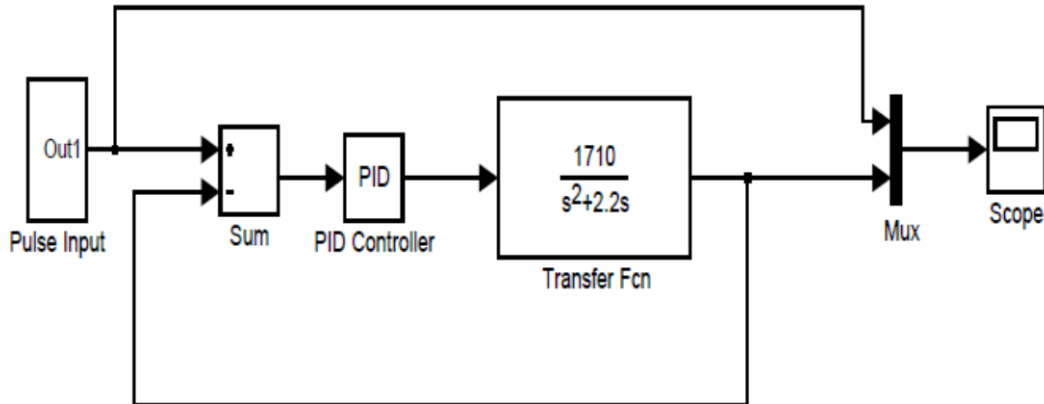 Out1
Pulse Input
+
-
Sum
PID
PID Controller
1710
s²+2.2s
Transfer Fcn
Mux
Scope